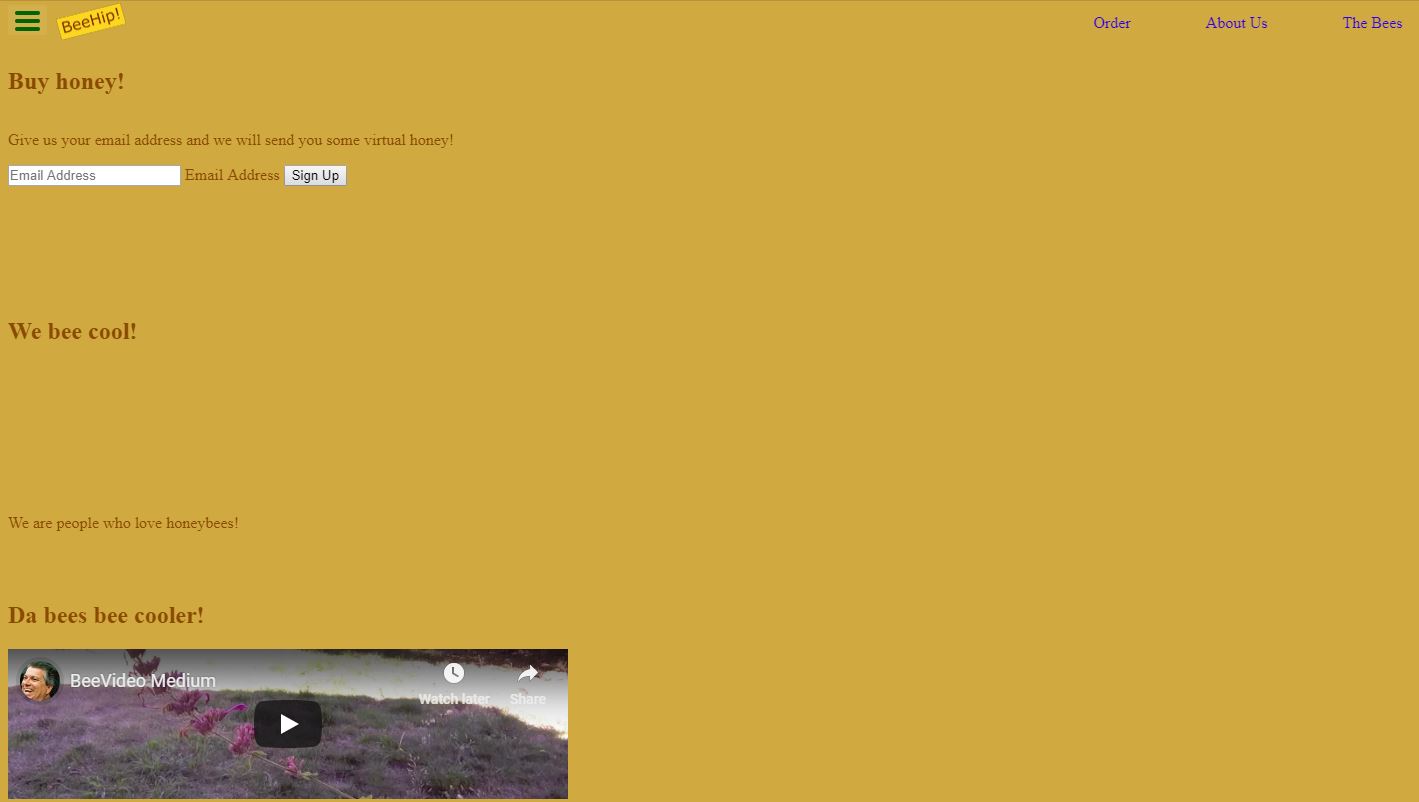 BeeHip!
Order
About Us
The Bees
Buy honey!
Give us your email address and we will send you some virtual honey!
Email Address Email Address Sign Up
We bee cool!
We are people who love honeybees!
Da bees bee cooler!
BeeVideo Medium
Watch later
Share